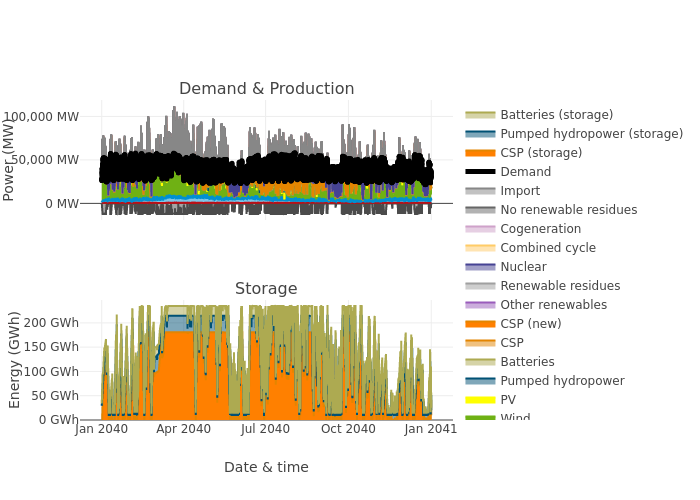 Demand & Production
100,000 MW
50,000 MW
0 MW
Power (MW)
Storage
200 GWh
150 GWh
100 GWh
50 GWh
0 GWh
Energy (GWh)
Jan 2040
Apr 2040
Jul 2040
Oct 2040
Jan 2041
Date & time
Batteries (storage)
Pumped hydropower (storage)
CSP (storage)
Demand
Import
No renewable residues
Cogeneration
Combined cycle
Nuclear
Renewable residues
Other renewables
CSP (new)
CSP
Batteries
Pumped hydropower
PV
Wind